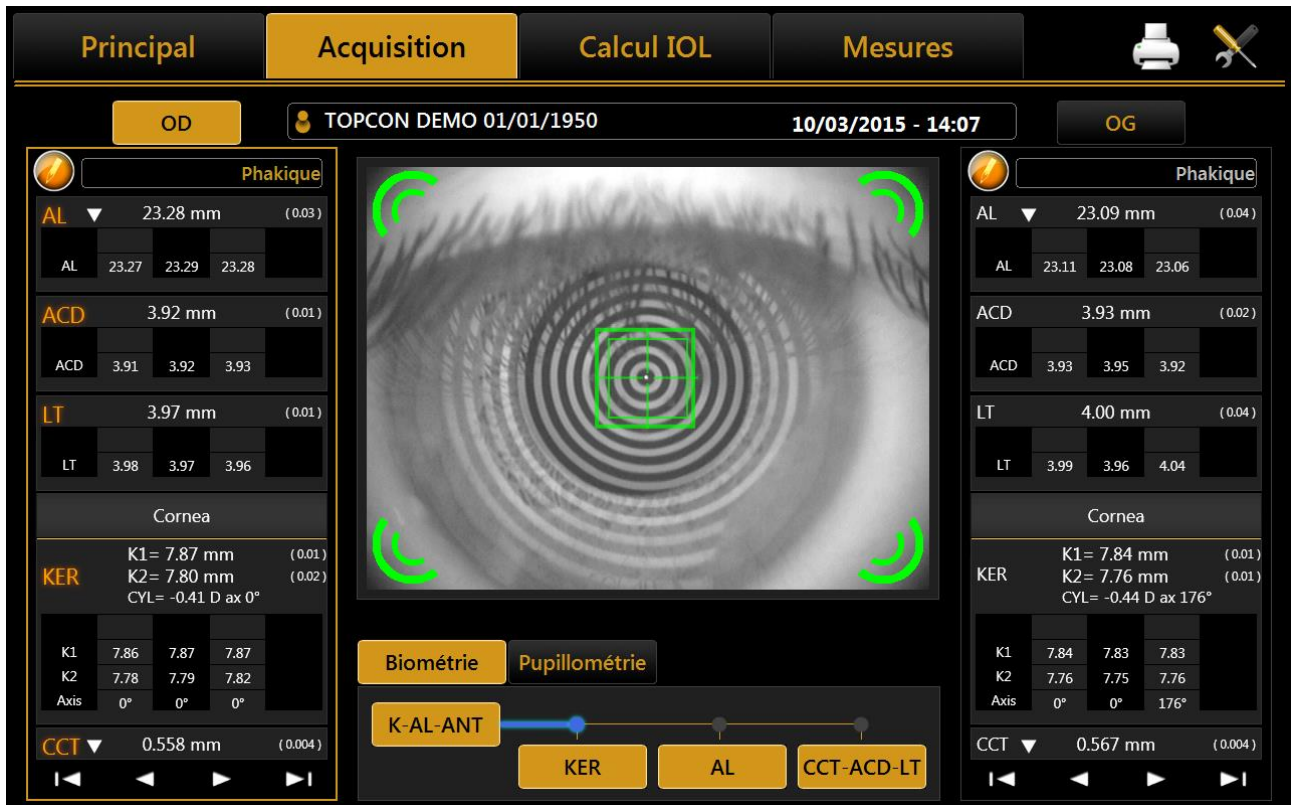 Principal Acquisition Calcul IOL Mesures
OD TOPCON DEMO 01/01/1950 10/03/2015 - 14:07 OG
Phakique
AL 23.28 mm (0.03)
AL 23.27 23.29 23.28
ACD 3.92 mm (0.01)
ACD 3.91 3.92 3.93
LT 3.97 mm (0.01)
LT 3.98 3.97 3.96
Cornea
K1= 7.87 mm (0.01)
KER K2= 7.80 mm (0.02)
CYL= -0.41 D ax 0°
K1 7.86 7.87 7.87
K2 7.78 7.79 7.82
Axis 0° 0° 0°
CCT 0.558 mm (0.004)
Biométrie Pupillométrie
K-AL-ANT
KER AL CCT-ACD-LT
Phakique
AL 23.09 mm (0.04)
AL 23.11 23.08 23.06
ACD 3.93 mm (0.02)
ACD 3.93 3.95 3.92
LT 4.00 mm (0.04)
LT 3.99 3.96 4.04
Cornea
K1= 7.84 mm (0.01)
KER K2= 7.76 mm (0.01)
CYL= -0.44 D ax 176°
K1 7.84 7.83 7.83
K2 7.76 7.75 7.76
Axis 0° 0° 176°
CCT 0.567 mm (0.004)